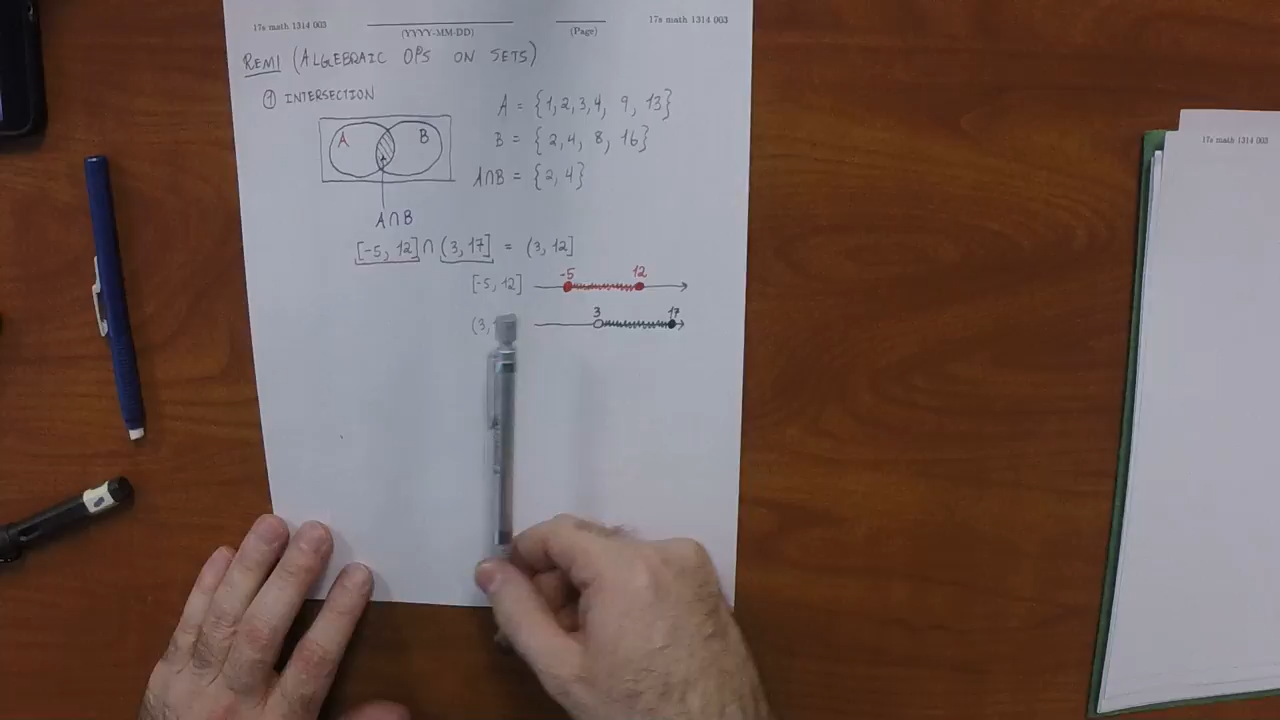 17s math 1314 003 (YYYY-MM-DD) (Page) 17s math 1314 003
REM1 (ALGEBRAIC OPS ON SETS)
① INTERSECTION
A = {1, 2, 3, 4, 9, 13}
A B
B = {2, 4, 8, 16}
A∩B = {2, 4}
A∩B
[-5, 12] ∩ (3, 17] = (3, 12]
[-5, 12] -5 12
(3, 3 17
17s math 1314 003